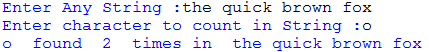 Enter Any String :the quick brown fox
Enter character to count in String :o
o  found  2  times in  the quick brown fox